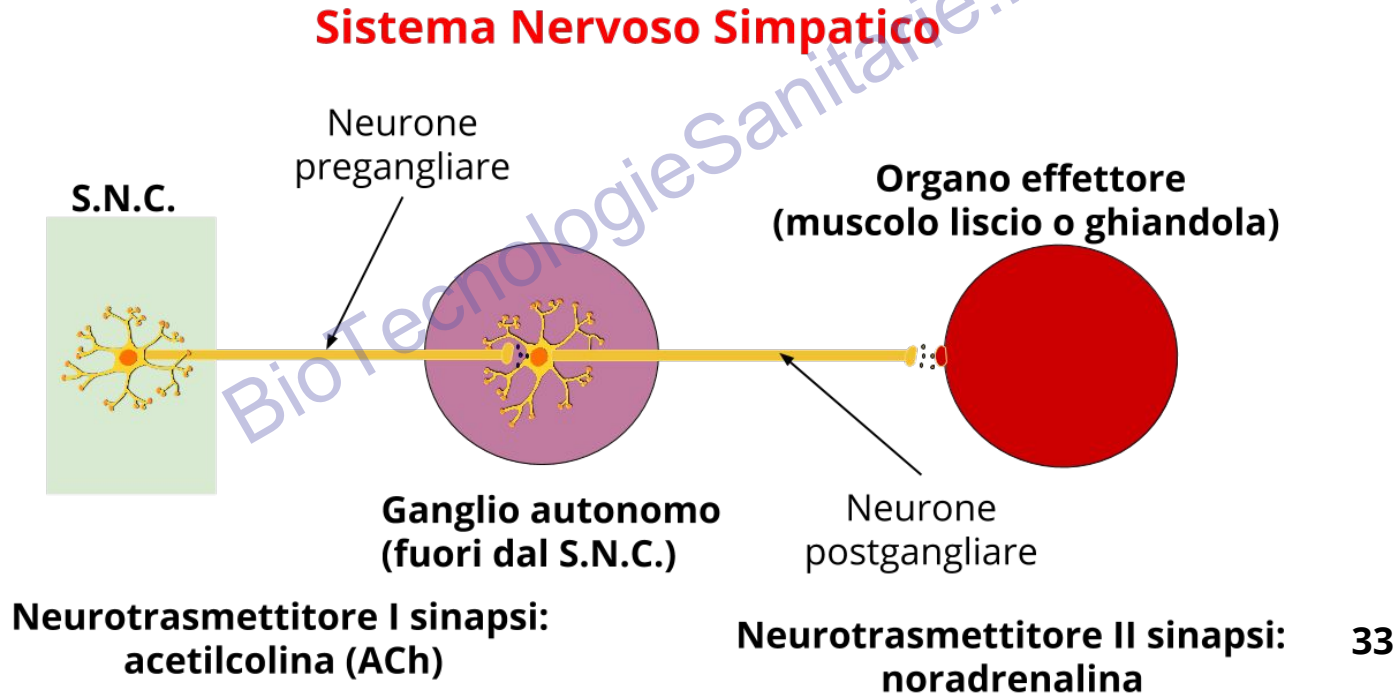 Sistema Nervoso Simpatico
Neurone
pregangliare
S.N.C.
Organo effettore
(muscolo liscio o ghiandola)
Ganglio autonomo
(fuori dal S.N.C.)
Neurone
postgangliare
Neurotrasmettitore I sinapsi:
acetilcolina (ACh)
Neurotrasmettitore II sinapsi:
noradrenalina
33
BioTecnologieSanitarie.